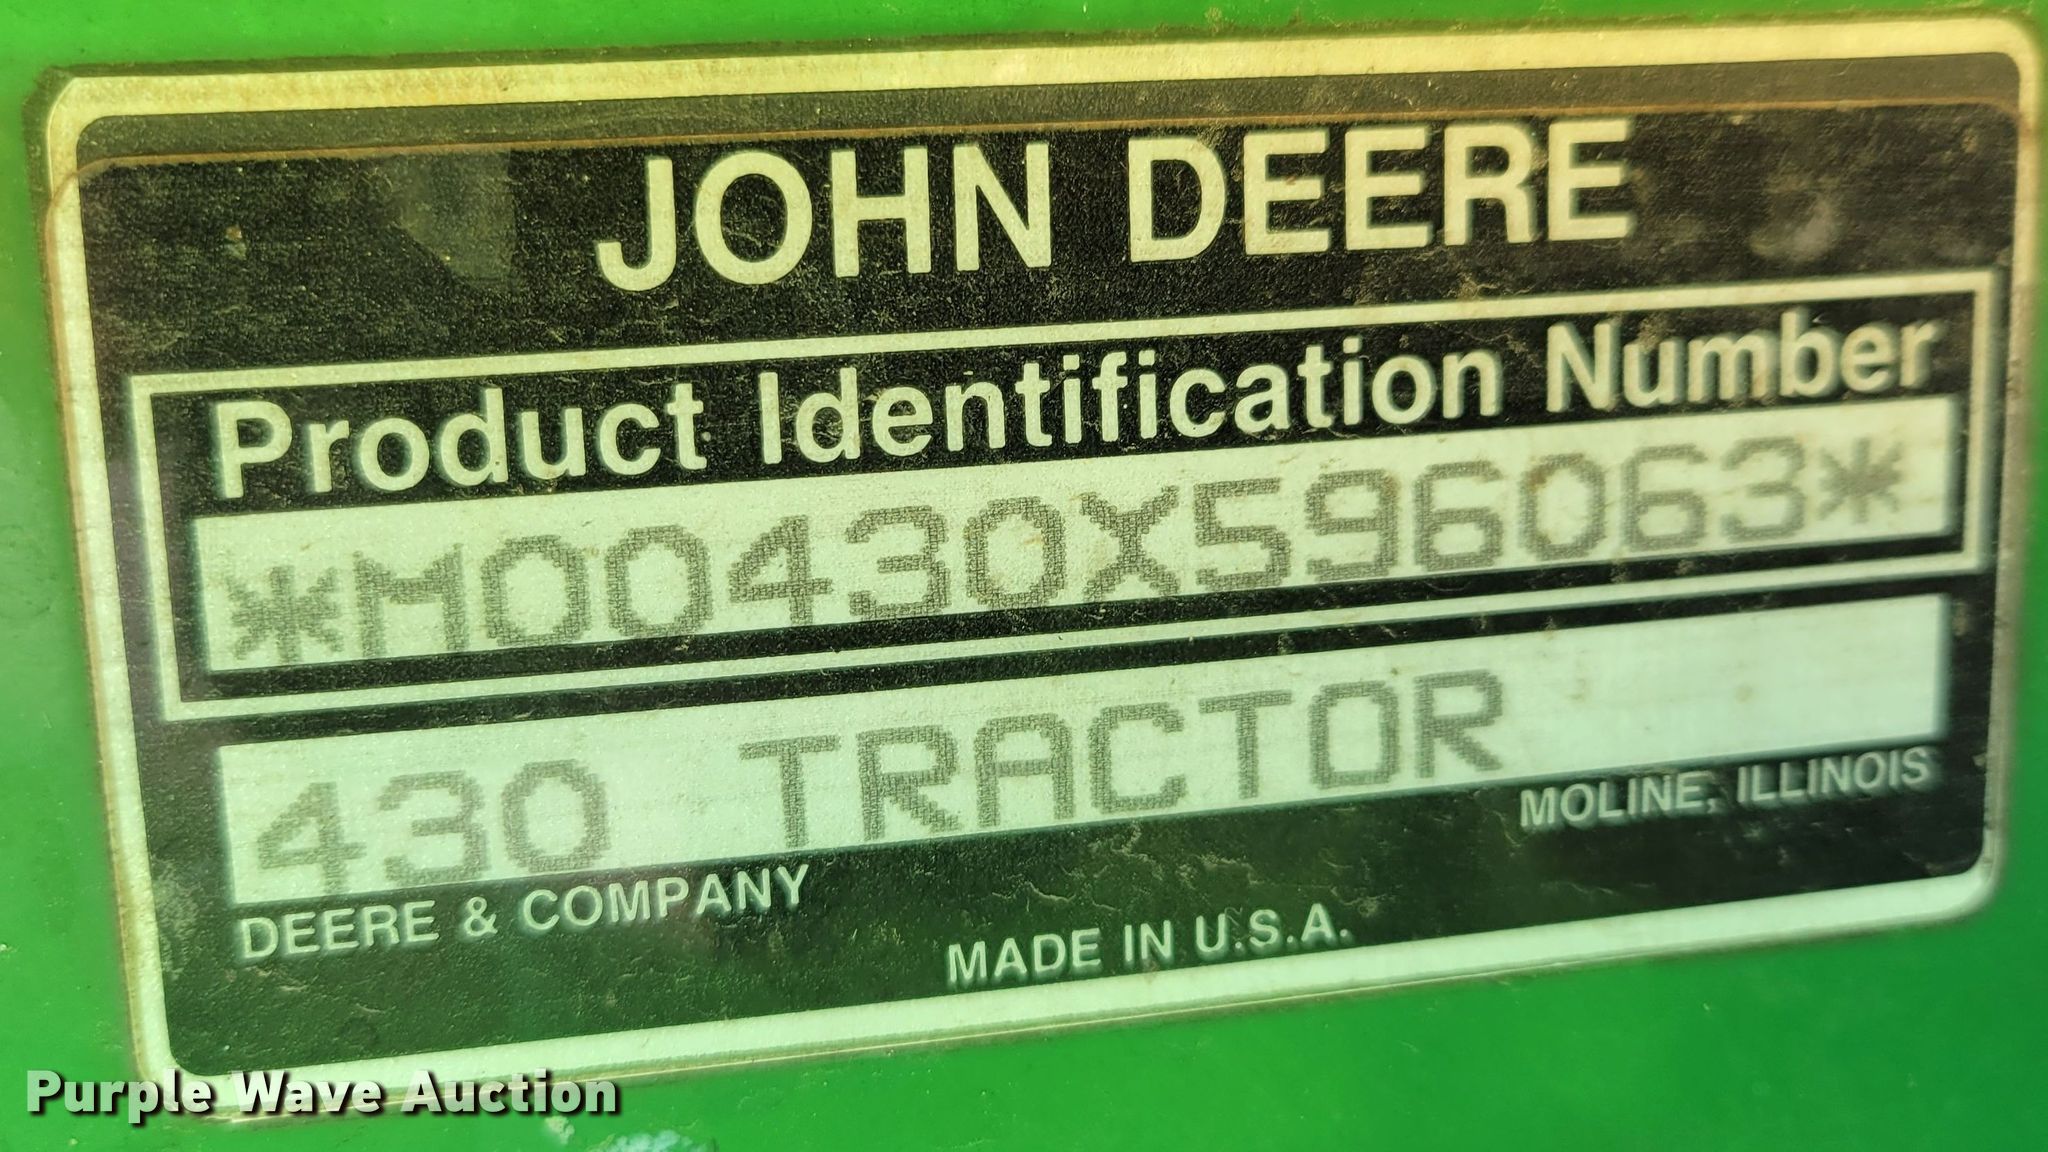 JOHN DEERE
Product Identification Number
*M00430X596063*
430 TRACTOR
MOLINE, ILLINOIS
DEERE & COMPANY
MADE IN U.S.A.
Purple Wave Auction